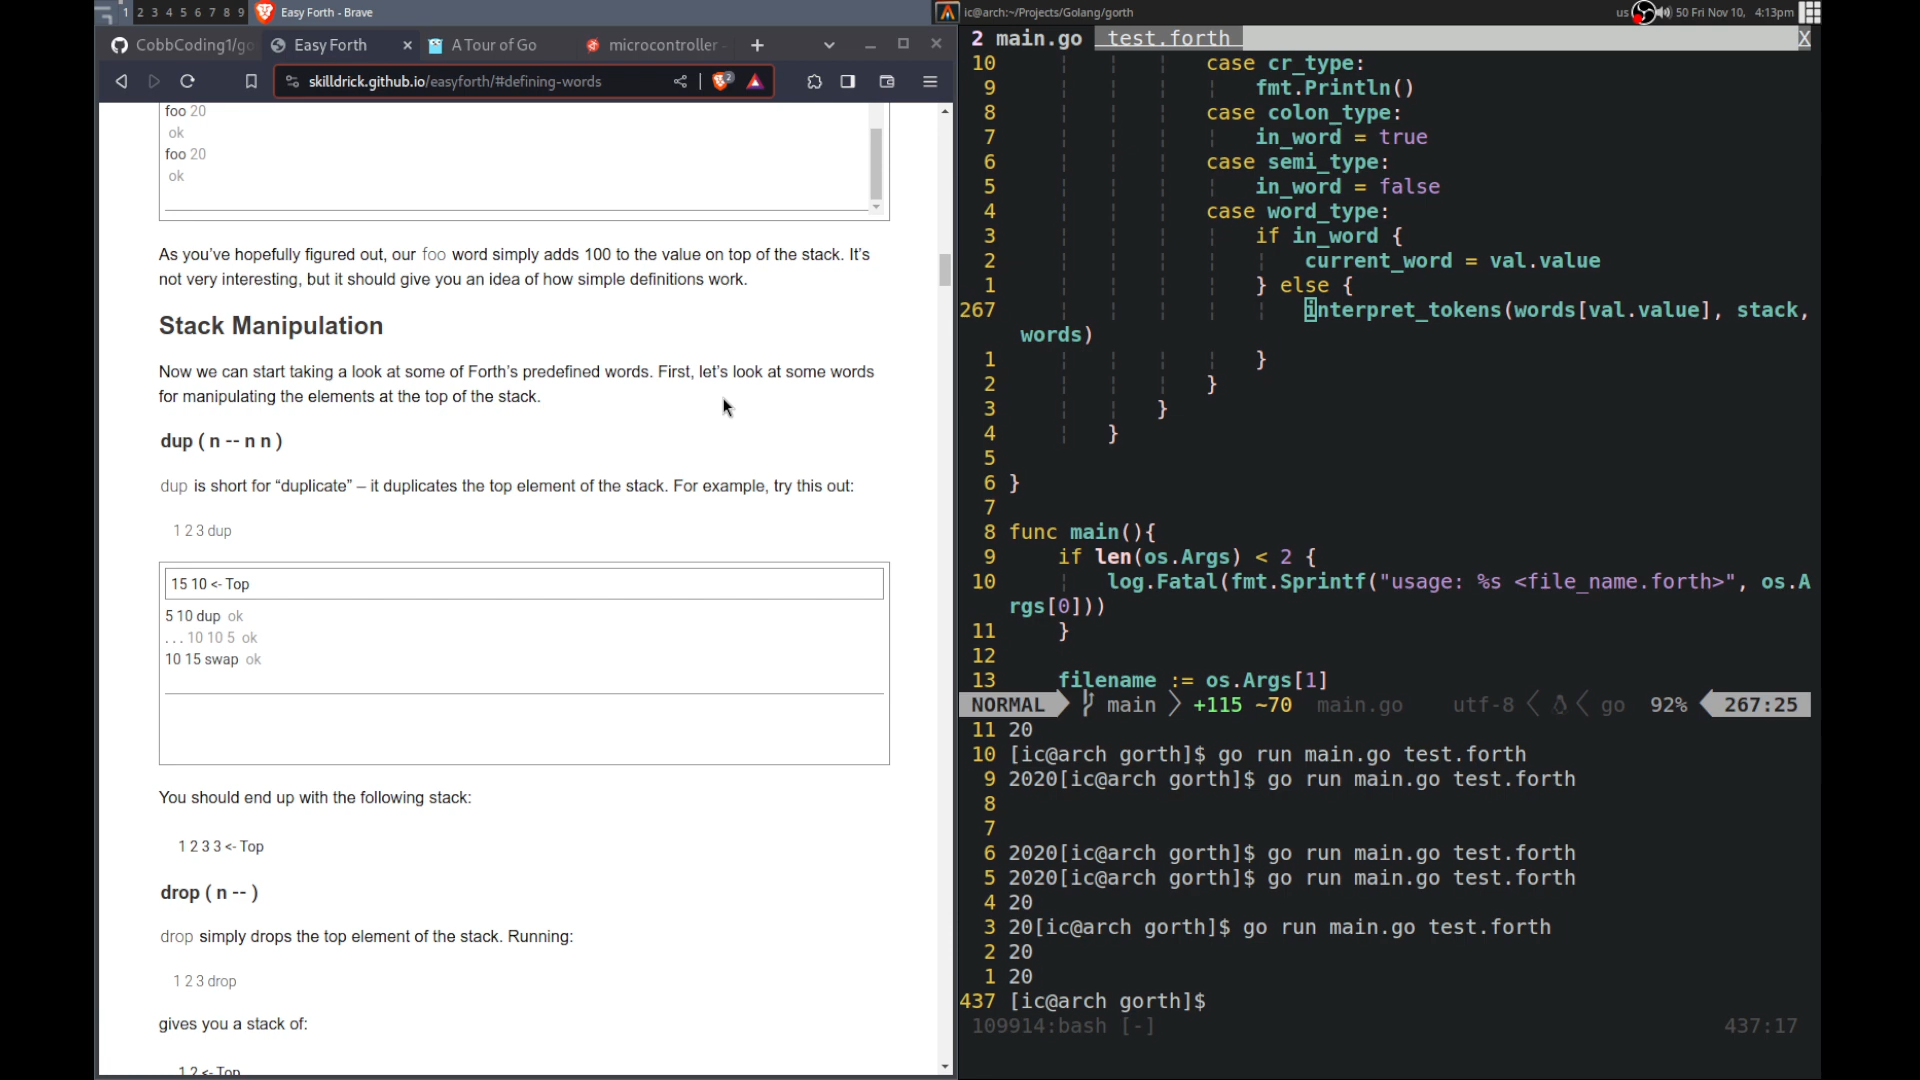 1 2 3 4 5 6 7 8 9 Easy Forth - Brave
ic@arch:~/Projects/Golang/gorth
us 50 Fri Nov 10, 4:13pm
CobbCoding1/go Easy Forth × A Tour of Go microcontroller - +
skilldrick.github.io/easyforth/#defining-words
2
foo 20
ok
foo 20
ok
As you’ve hopefully figured out, our foo word simply adds 100 to the value on top of the stack. It’s
not very interesting, but it should give you an idea of how simple definitions work.
Stack Manipulation
Now we can start taking a look at some of Forth’s predefined words. First, let’s look at some words
for manipulating the elements at the top of the stack.
dup ( n -- n n )
dup is short for “duplicate” – it duplicates the top element of the stack. For example, try this out:
1 2 3 dup
15 10 <- Top
5 10 dup ok
. . . 10 10 5 ok
10 15 swap ok
You should end up with the following stack:
1 2 3 3 <- Top
drop ( n -- )
drop simply drops the top element of the stack. Running:
1 2 3 drop
gives you a stack of:
1 2 <- Top
2 main.go test.forth X
10 case cr_type:
9 fmt.Println()
8 case colon_type:
7 in_word = true
6 case semi_type:
5 in_word = false
4 case word_type:
3 if in_word {
2 current_word = val.value
1 } else {
267 interpret_tokens(words[val.value], stack,
words)
1 }
2 }
3 }
4 }
5
6 }
7
8 func main(){
9 if len(os.Args) < 2 {
10 log.Fatal(fmt.Sprintf("usage: %s <file_name.forth>", os.A
rgs[0]))
11 }
12
13 filename := os.Args[1]
NORMAL main +115 ~70 main.go utf-8 go 92% 267:25
11 20
10 [ic@arch gorth]$ go run main.go test.forth
9 2020[ic@arch gorth]$ go run main.go test.forth
8
7
6 2020[ic@arch gorth]$ go run main.go test.forth
5 2020[ic@arch gorth]$ go run main.go test.forth
4 20
3 20[ic@arch gorth]$ go run main.go test.forth
2 20
1 20
437 [ic@arch gorth]$
109914:bash [-] 437:17